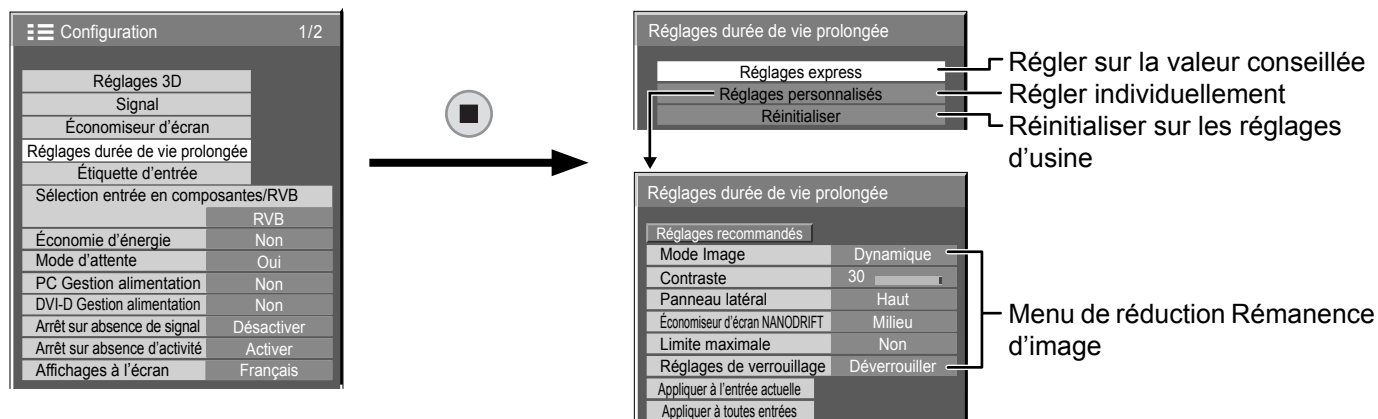 Configuration 1/2
Réglages 3D
Signal
Économiseur d'écran
Réglages durée de vie prolongée
Étiquette d'entrée
Sélection entrée en composantes/RVB
RVB
Économie d'énergie Non
Mode d'attente Oui
PC Gestion alimentation Non
DVI-D Gestion alimentation Non
Arrêt sur absence de signal Désactiver
Arrêt sur absence d'activité Activer
Affichages à l'écran Français
Réglages durée de vie prolongée
Réglages express
Réglages personnalisés
Réinitialiser
Régler sur la valeur conseillée
Régler individuellement
Réinitialiser sur les réglages
d'usine
Réglages durée de vie prolongée
Réglages recommandés
Mode Image Dynamique
Contraste 30
Panneau latéral Haut
Économiseur d'écran NANODRIFT Milieu
Limite maximale Non
Réglages de verrouillage Déverrouiller
Appliquer à l'entrée actuelle
Appliquer à toutes entrées
Menu de réduction Rémanence
d'image